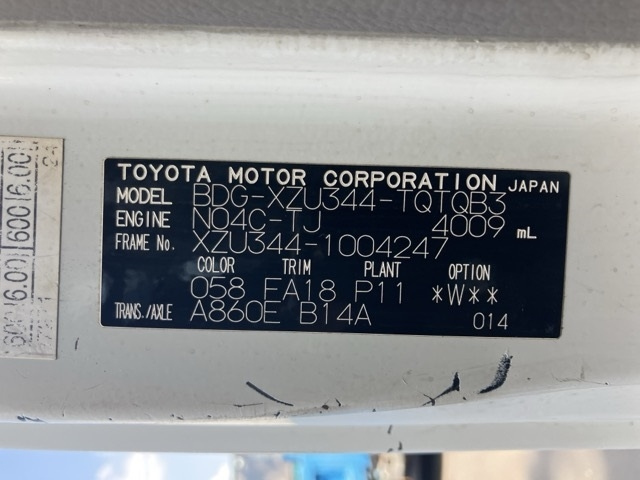 TOYOTA MOTOR CORPORATION JAPAN
MODEL BDG-XZU344-TQTQB3
ENGINE N04C-TJ 4009 mL
FRAME NO. XZU344-1004247
COLOR TRIM PLANT OPTION
058 FA18 P11 *W**
TRANS./AXLE A860E B14A 014